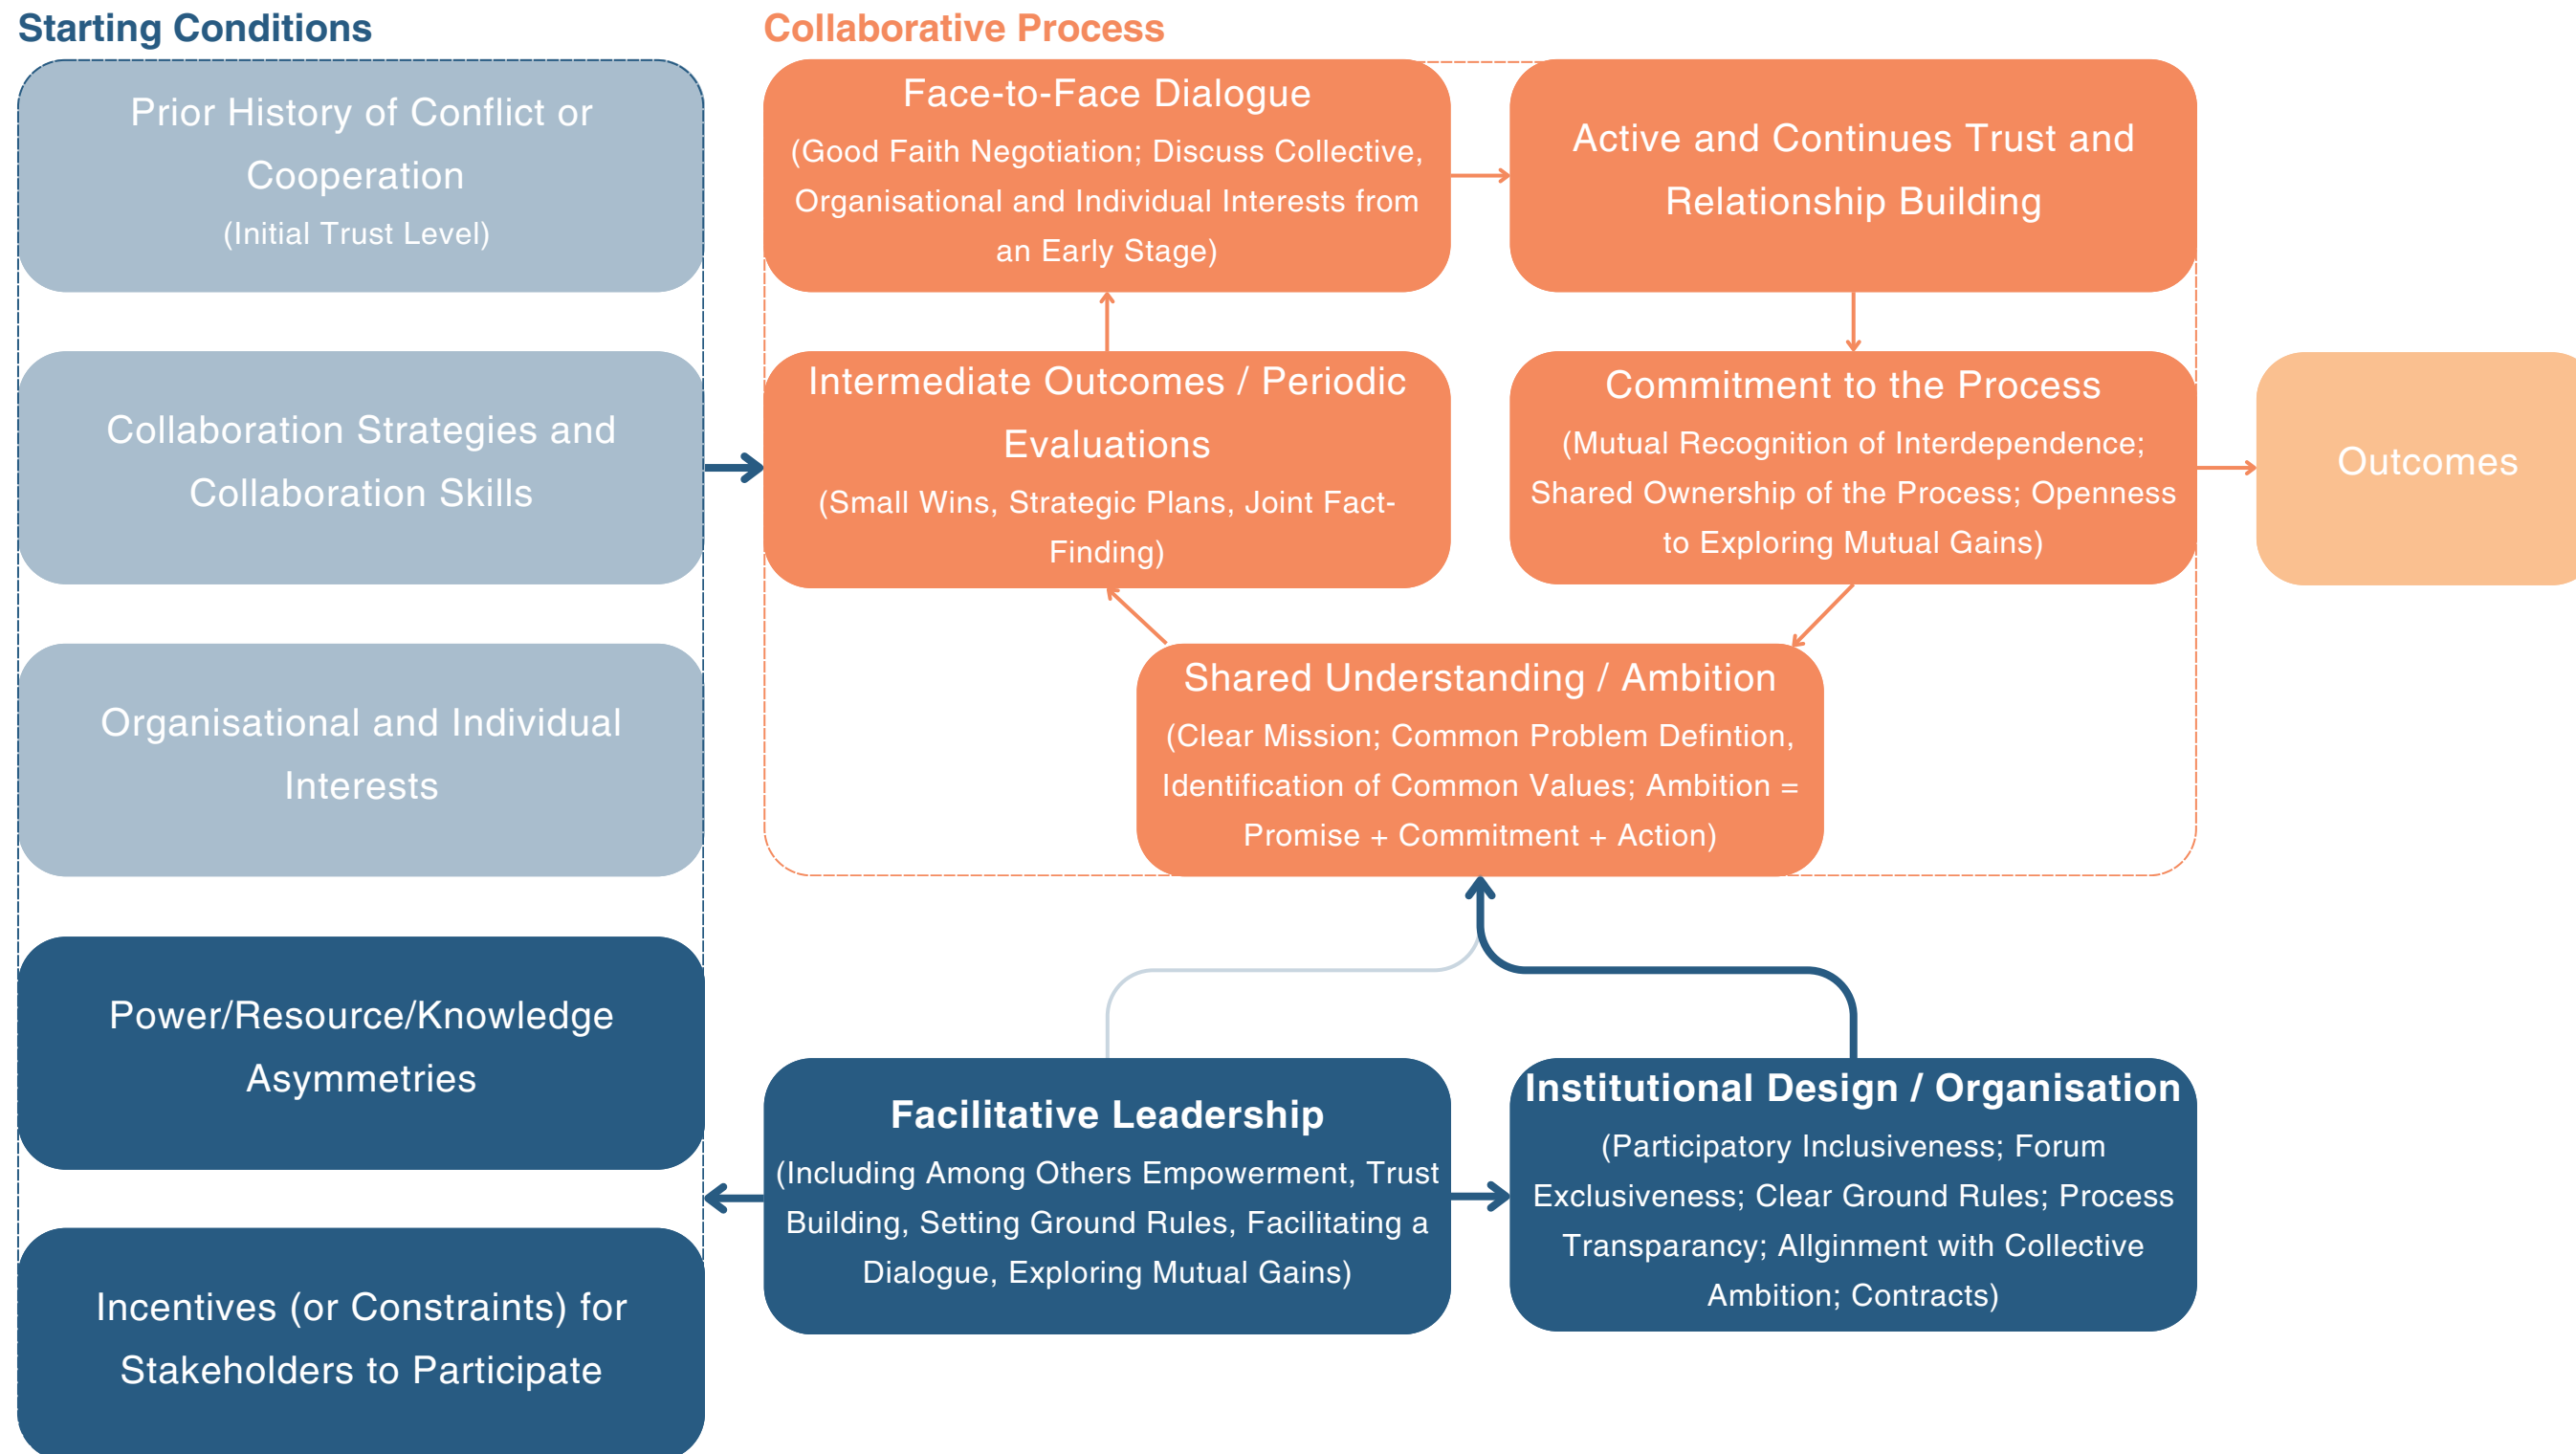 Starting Conditions
Prior History of Conflict or
Cooperation
(Initial Trust Level)
Collaboration Strategies and
Collaboration Skills
Organisational and Individual
Interests
Power/Resource/Knowledge
Asymmetries
Incentives (or Constraints) for
Stakeholders to Participate
Collaborative Process
Face-to-Face Dialogue
(Good Faith Negotiation; Discuss Collective,
Organisational and Individual Interests from
an Early Stage)
Active and Continues Trust and
Relationship Building
Intermediate Outcomes / Periodic
Evaluations
(Small Wins, Strategic Plans, Joint Fact-
Finding)
Commitment to the Process
(Mutual Recognition of Interdependence;
Shared Ownership of the Process; Openness
to Exploring Mutual Gains)
Shared Understanding / Ambition
(Clear Mission; Common Problem Defintion,
Identification of Common Values; Ambition =
Promise + Commitment + Action)
Outcomes
Facilitative Leadership
(Including Among Others Empowerment, Trust
Building, Setting Ground Rules, Facilitating a
Dialogue, Exploring Mutual Gains)
Institutional Design / Organisation
(Participatory Inclusiveness; Forum
Exclusiveness; Clear Ground Rules; Process
Transparancy; Allginment with Collective
Ambition; Contracts)